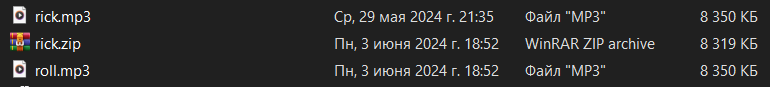 rick.mp3 Ср, 29 мая 2024 г. 21:35 Файл "MP3" 8 350 КБ
rick.zip Пн, 3 июня 2024 г. 18:52 WinRAR ZIP archive 8 319 КБ
roll.mp3 Пн, 3 июня 2024 г. 18:52 Файл "MP3" 8 350 КБ